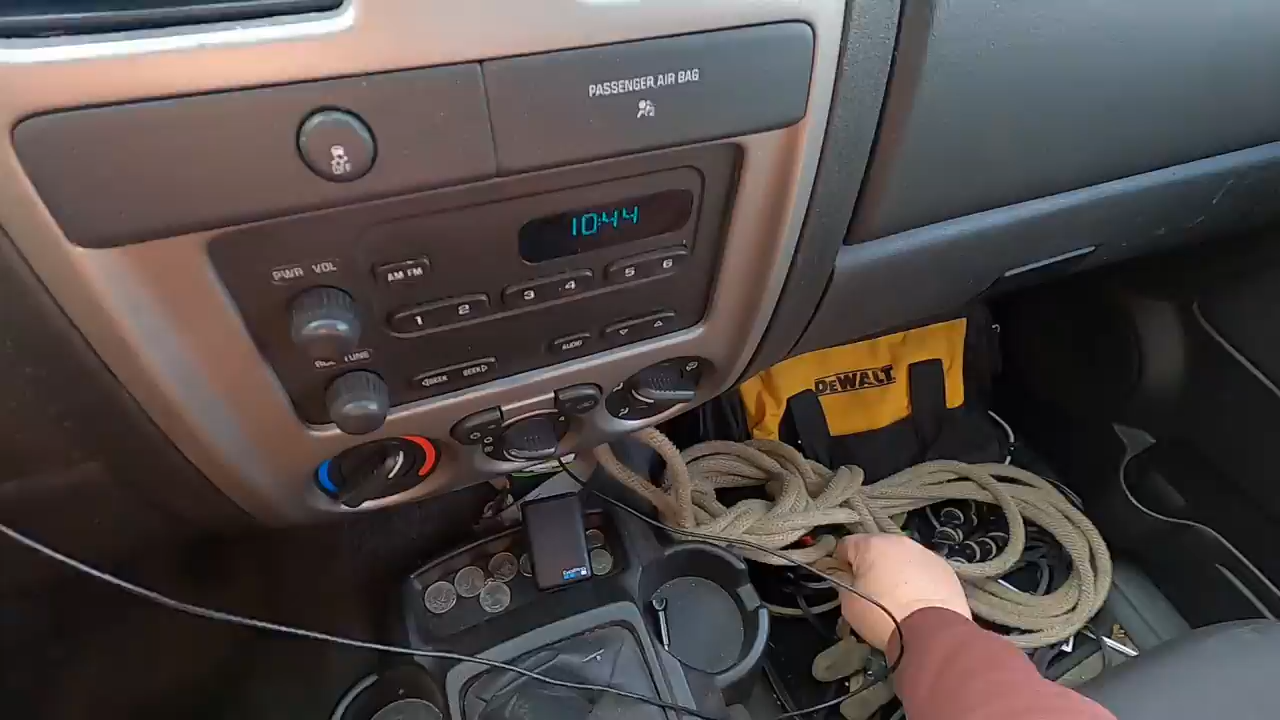 PASSENGER AIR BAG
OFF
10:44
PWR VOL
AM FM
1 2
3 4
5 6
TUNE
AUDIO
SEEK SEEK
DEWALT
GoPro